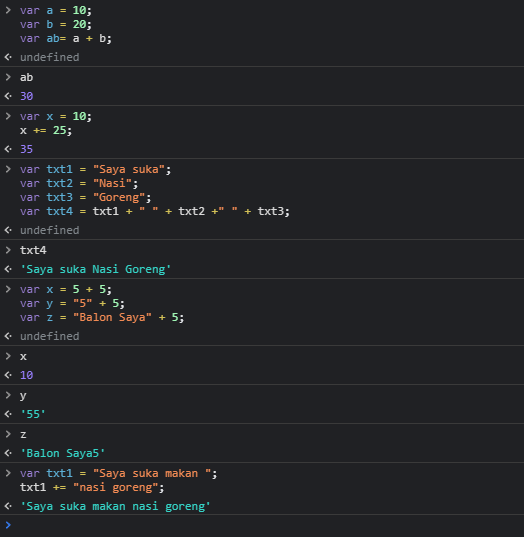 > var a = 10;
var b = 20;
var ab= a + b;
<· undefined
> ab
<· 30
> var x = 10;
x += 25;
<· 35
> var txt1 = "Saya suka";
var txt2 = "Nasi";
var txt3 = "Goreng";
var txt4 = txt1 + " " + txt2 +" " + txt3;
<· undefined
> txt4
<· 'Saya suka Nasi Goreng'
> var x = 5 + 5;
var y = "5" + 5;
var z = "Balon Saya" + 5;
<· undefined
> x
<· 10
> y
<· '55'
> z
<· 'Balon Saya5'
> var txt1 = "Saya suka makan ";
txt1 += "nasi goreng";
<· 'Saya suka makan nasi goreng'
>